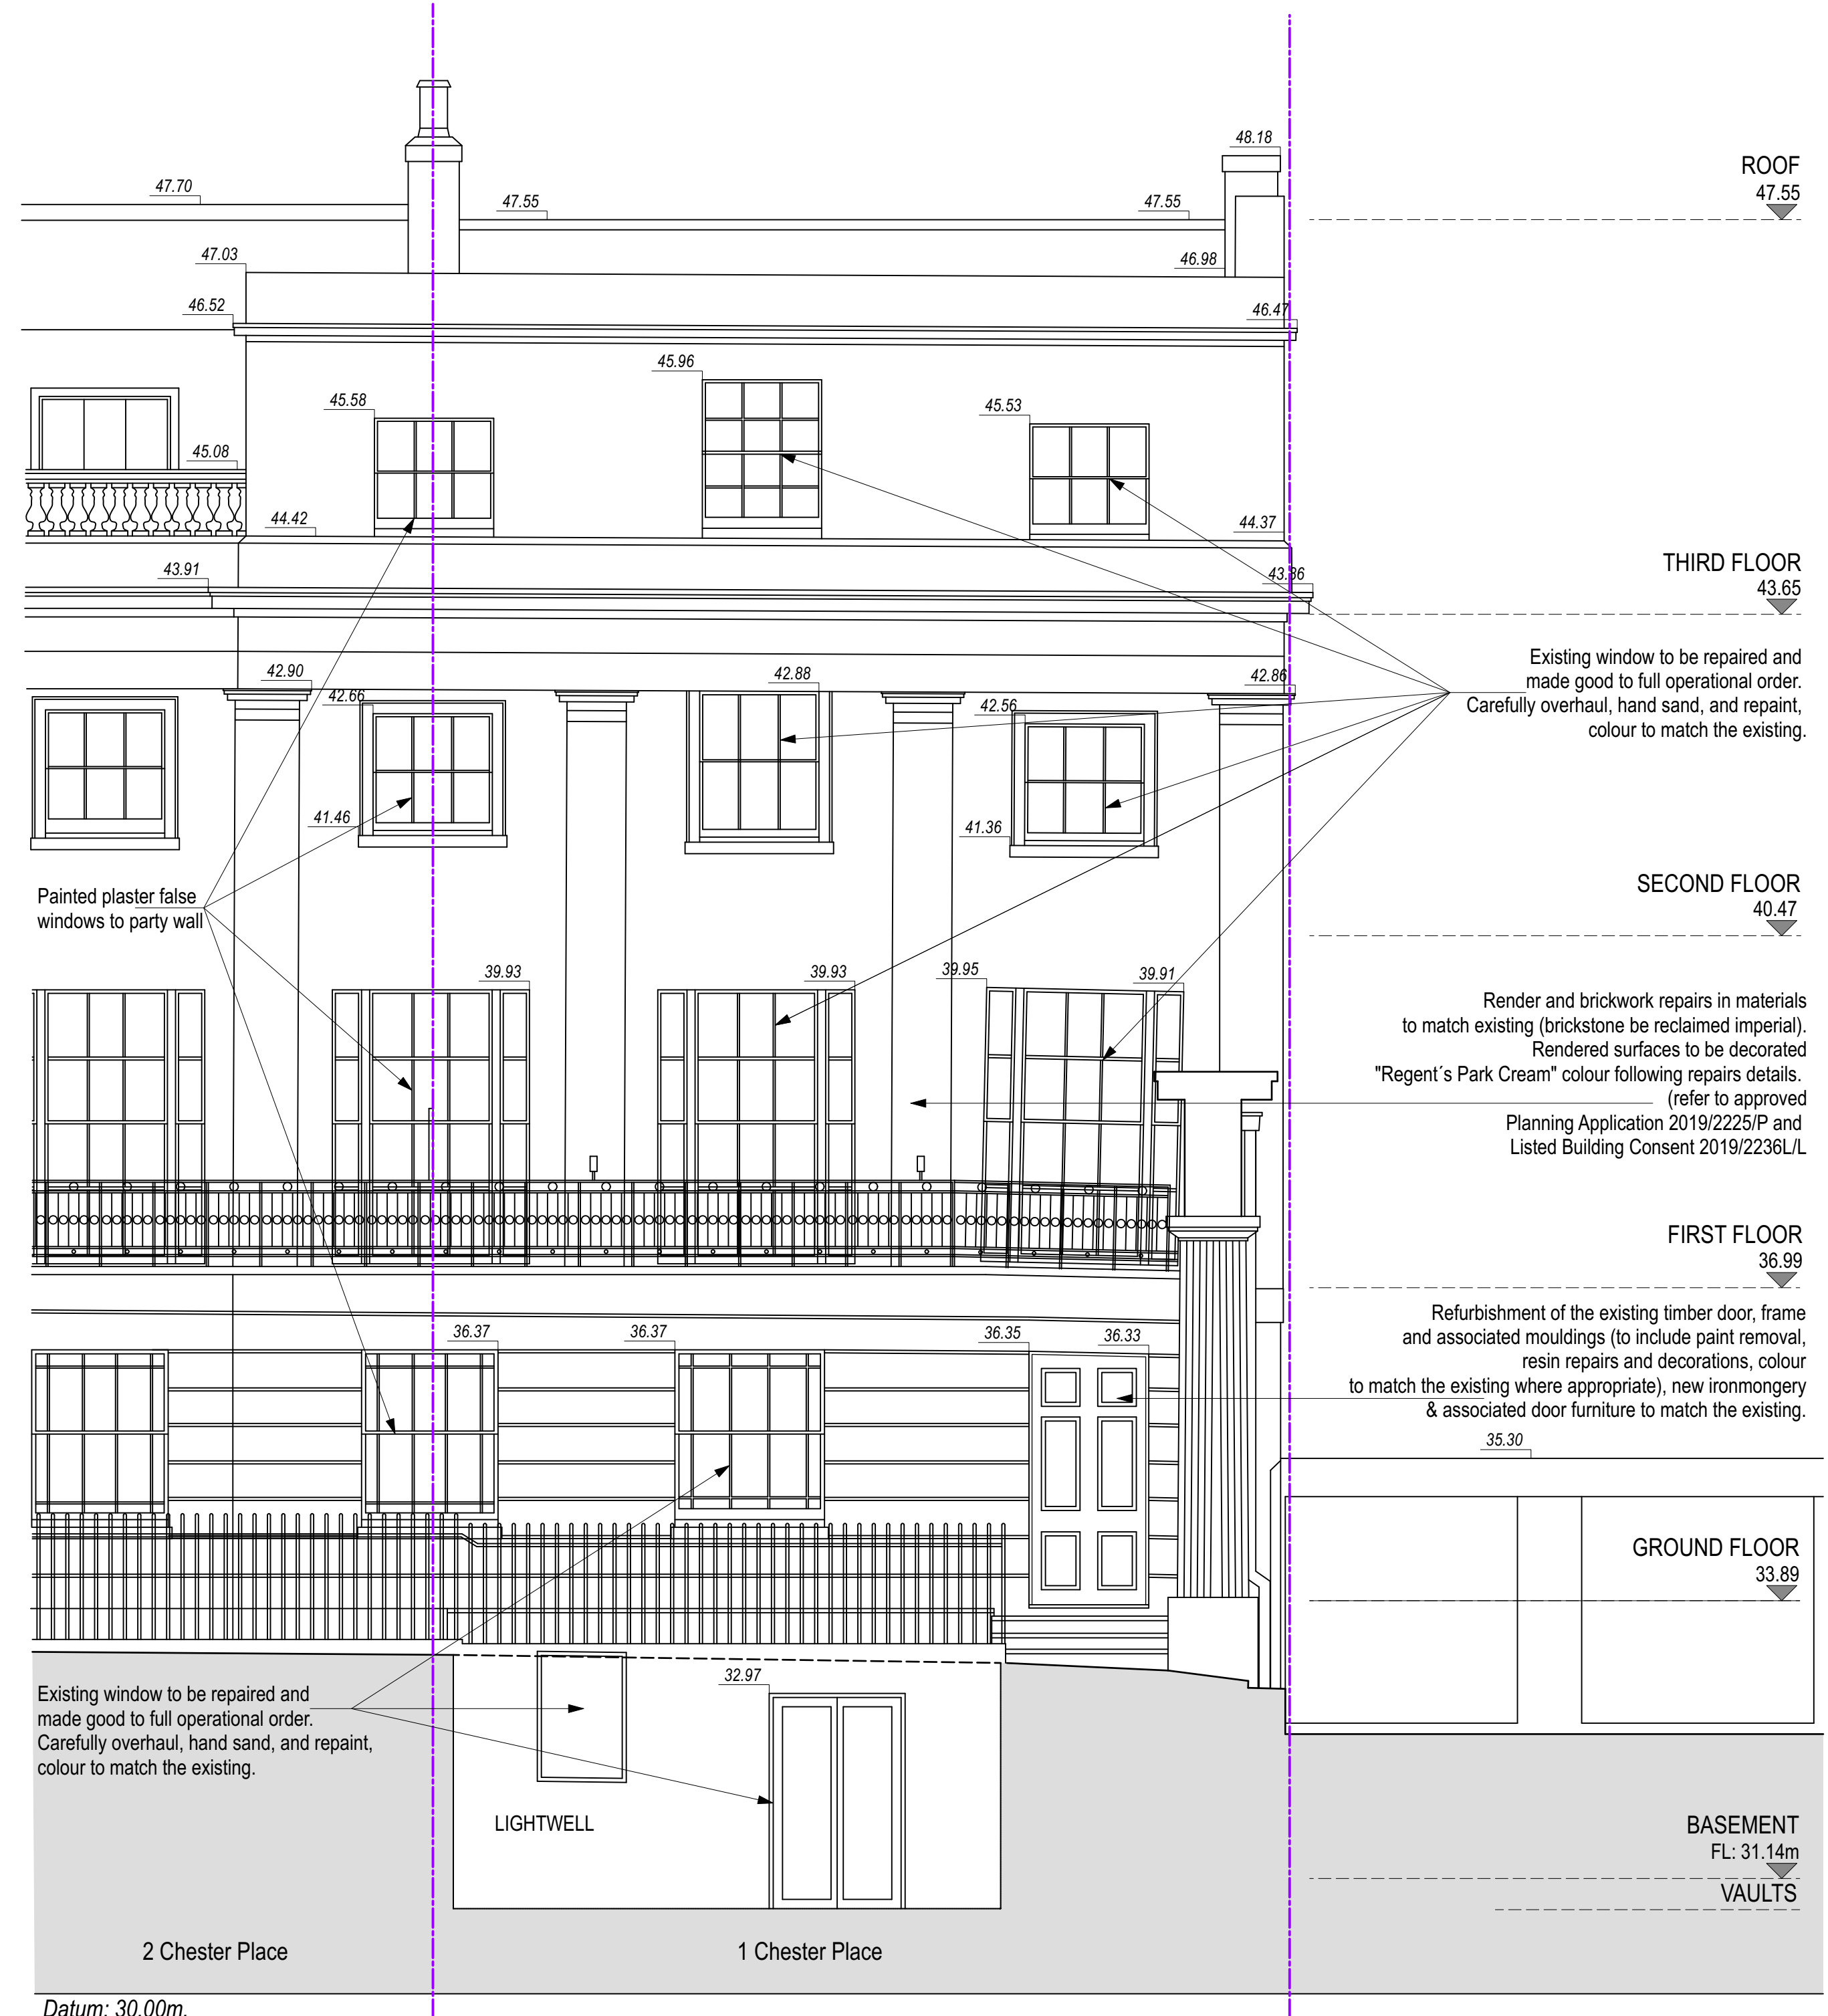 48.18
ROOF
47.55
47.70
47.55
47.55
47.03
46.98
46.52
46.47
45.96
45.58
45.53
45.08
44.42
44.37
THIRD FLOOR
43.65
43.91
43.86
Existing window to be repaired and
made good to full operational order.
Carefully overhaul, hand sand, and repaint,
colour to match the existing.
42.90
42.88
42.86
42.66
42.56
41.46
41.36
SECOND FLOOR
40.47
Painted plaster false
windows to party wall
39.93
39.93
39.95
39.91
Render and brickwork repairs in materials
to match existing (brickstone be reclaimed imperial).
Rendered surfaces to be decorated
"Regent´s Park Cream" colour following repairs details.
(refer to approved
Planning Application 2019/2225/P and
Listed Building Consent 2019/2236L/L
FIRST FLOOR
36.99
Refurbishment of the existing timber door, frame
and associated mouldings (to include paint removal,
resin repairs and decorations, colour
to match the existing where appropriate), new ironmongery
& associated door furniture to match the existing.
36.37
36.37
36.35
36.33
35.30
GROUND FLOOR
33.89
32.97
Existing window to be repaired and
made good to full operational order.
Carefully overhaul, hand sand, and repaint,
colour to match the existing.
LIGHTWELL
BASEMENT
FL: 31.14m
VAULTS
2 Chester Place
1 Chester Place
Datum: 30.00m.